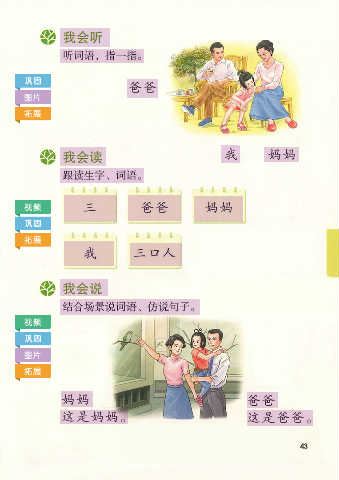 我会听
听词语，指一指。
巩固
图片
拓展
爸爸
我 妈妈
我会读
跟读生字、词语。
视频
巩固
拓展
三 爸爸 妈妈
我 三口人
我会说
结合场景说词语、仿说句子。
视频
巩固
图片
拓展
妈妈
这是妈妈。
爸爸
这是爸爸。
43